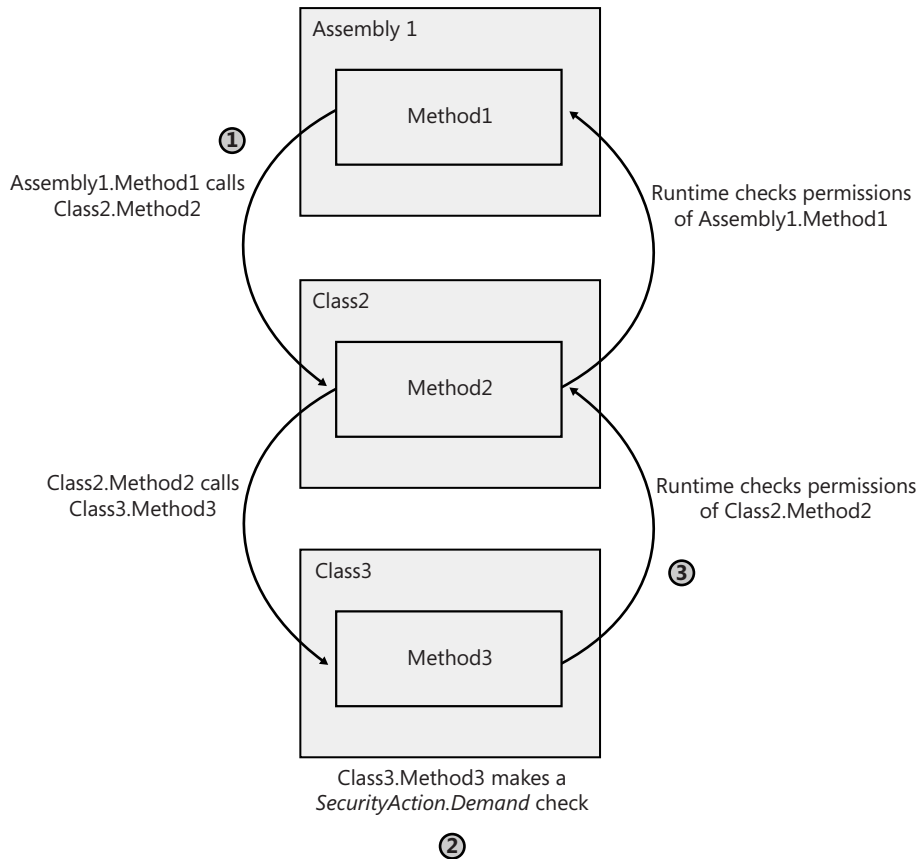 Assembly 1
Method1
1
Assembly1.Method1 calls
Class2.Method2
Runtime checks permissions
of Assembly1.Method1
Class2
Method2
Class2.Method2 calls
Class3.Method3
Runtime checks permissions
of Class2.Method2
Class3
3
Method3
Class3.Method3 makes a
SecurityAction.Demand check
2